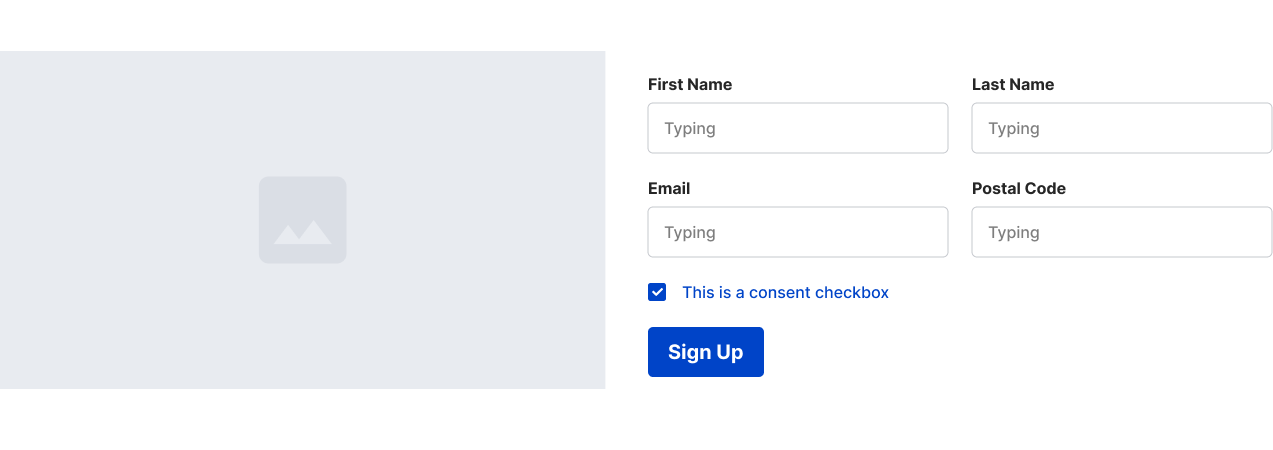 First Name
Last Name
Typing
Typing
Email
Postal Code
Typing
Typing
This is a consent checkbox
Sign Up